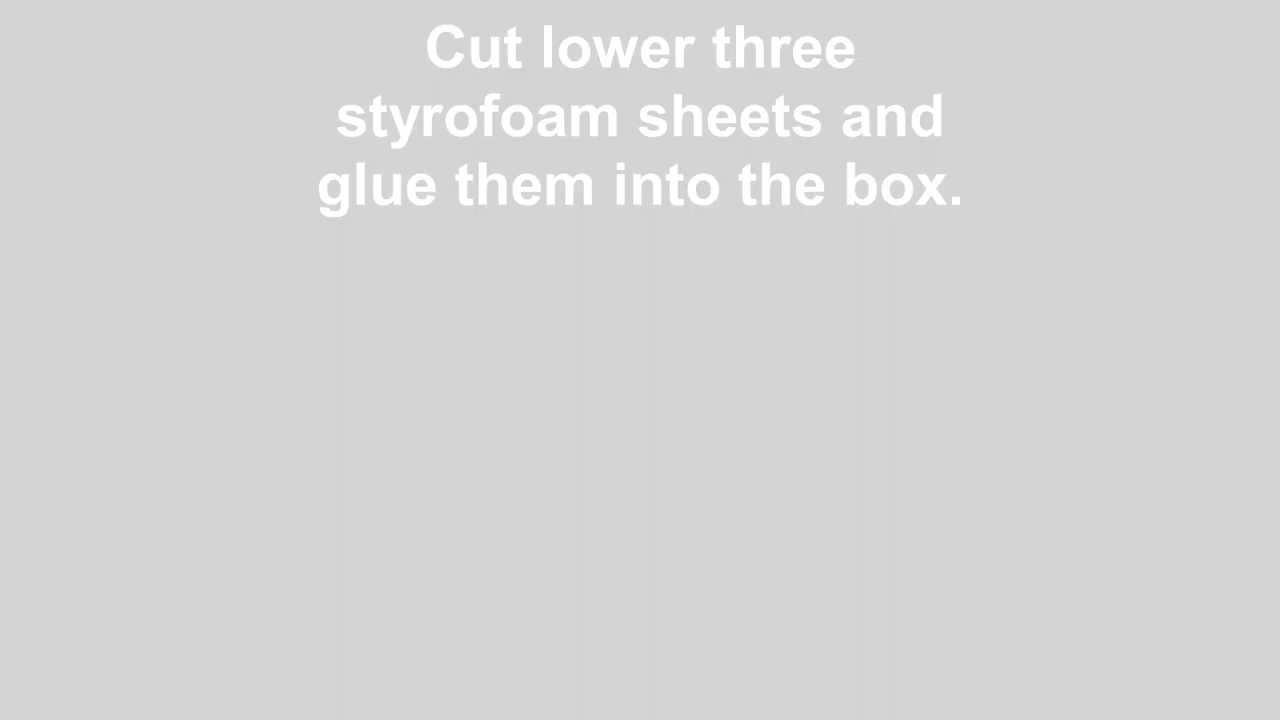 Cut lower three
styrofoam sheets and
glue them into the box.